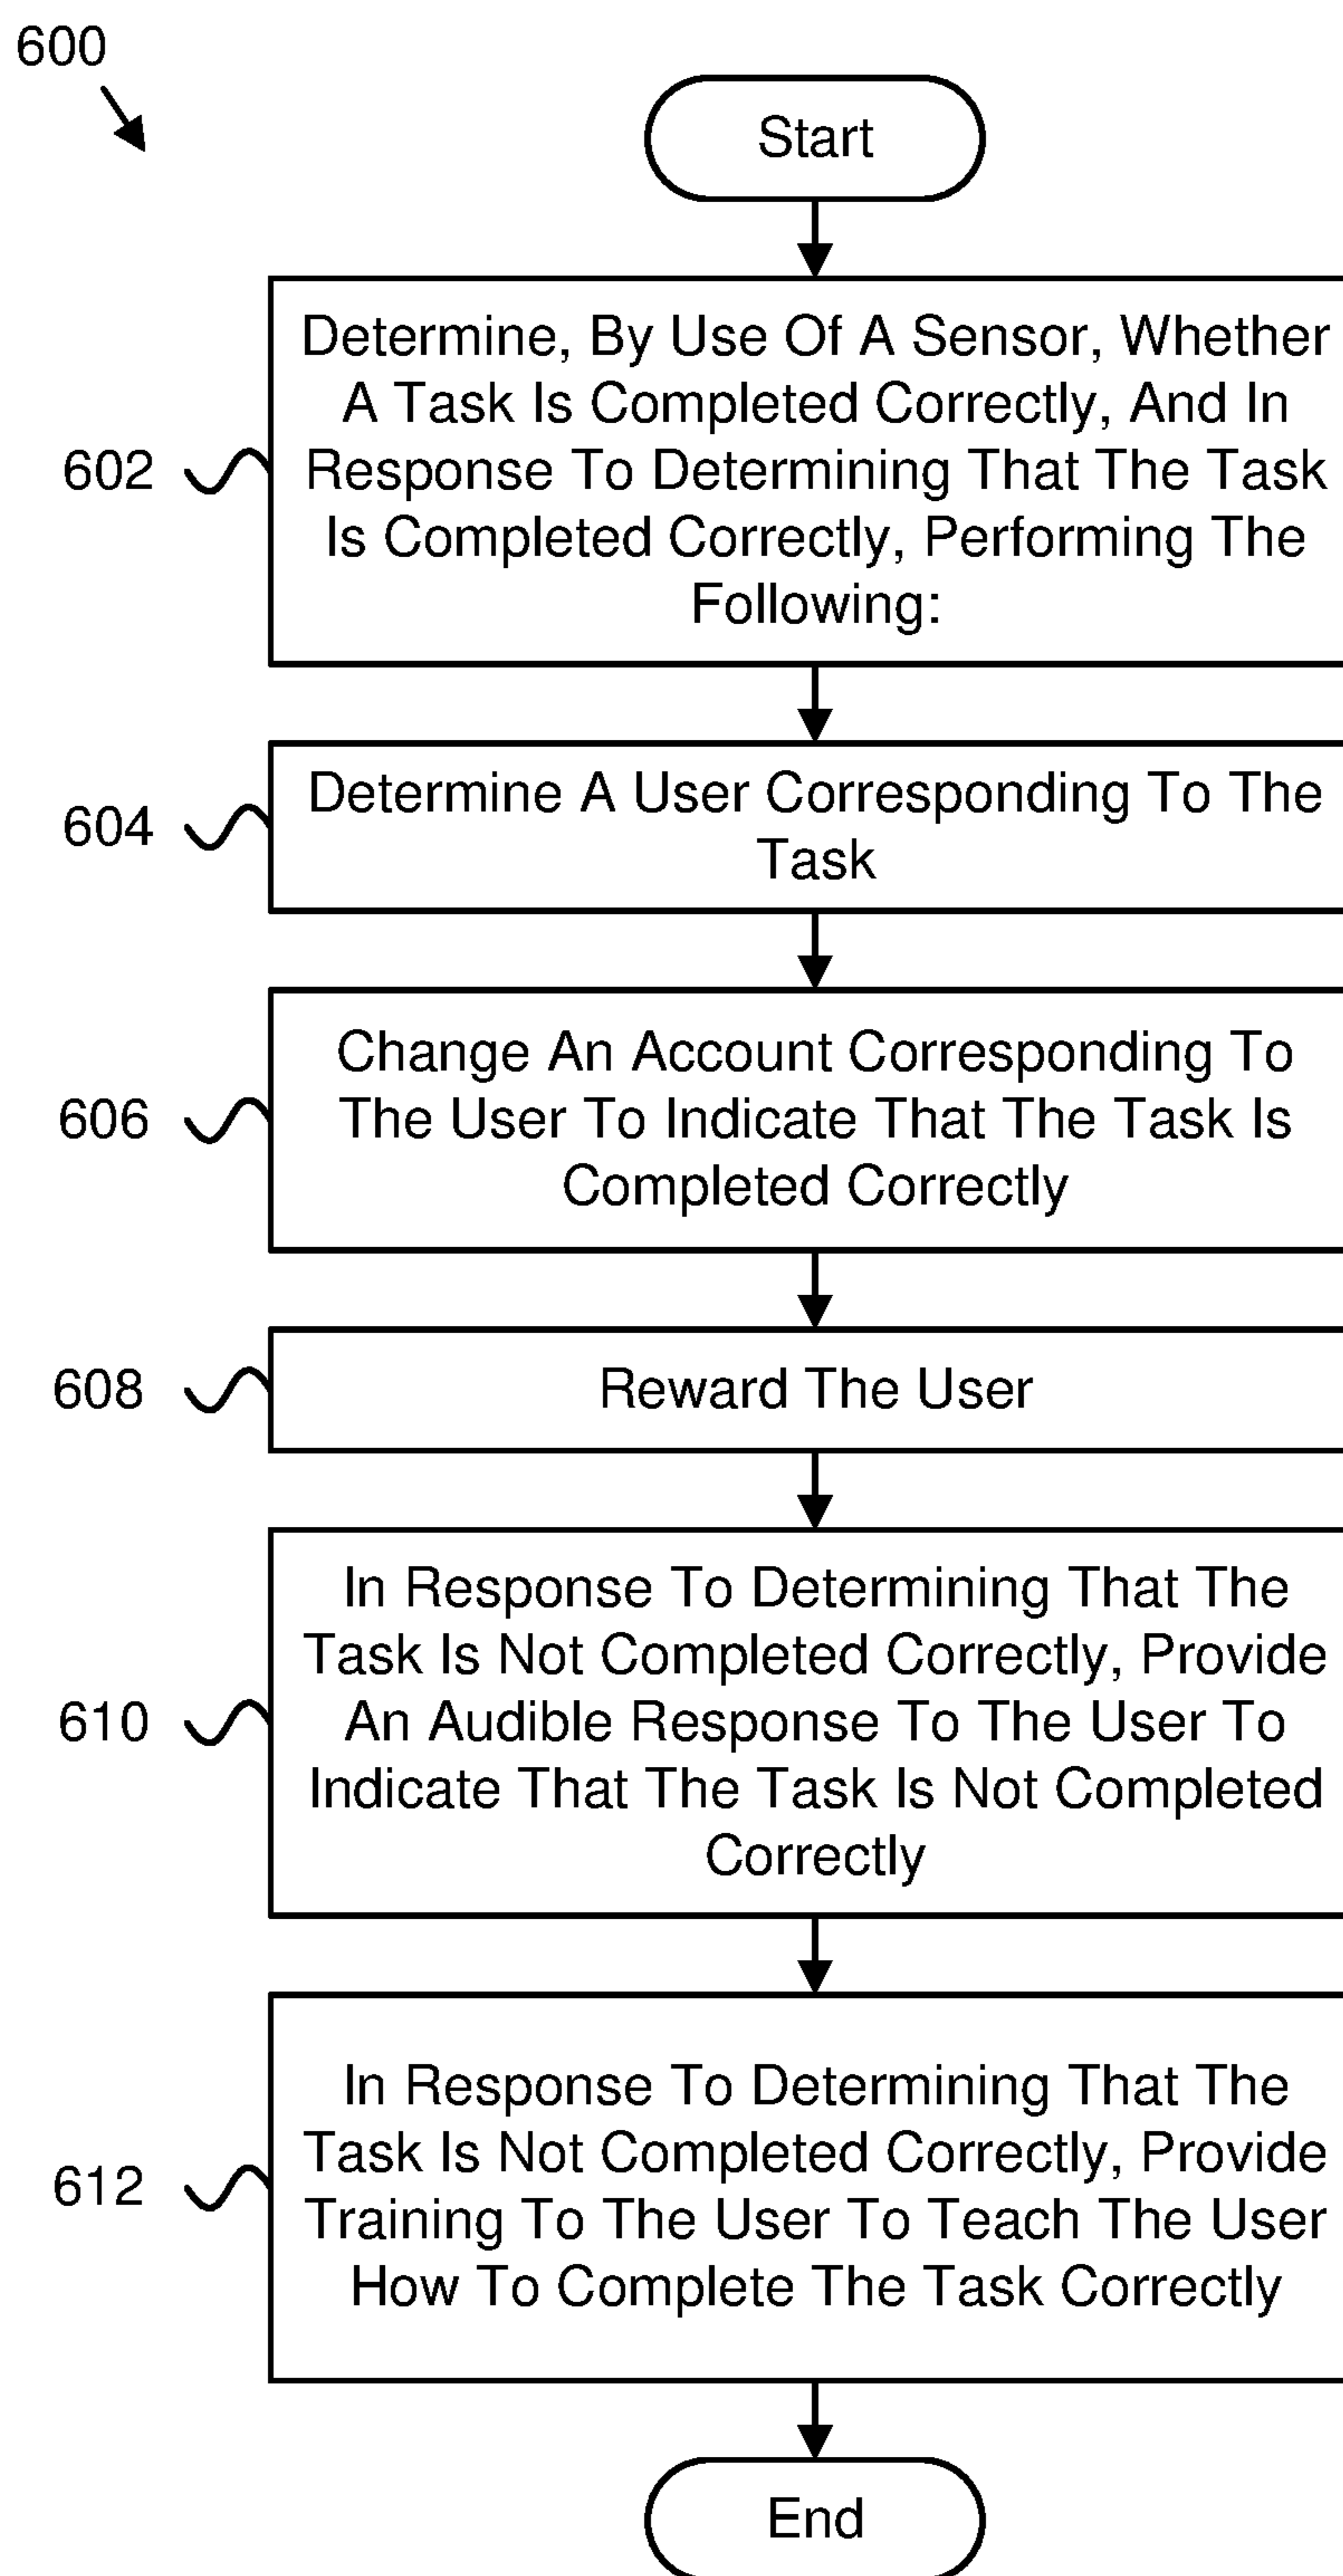 600
Start
602
Determine, By Use Of A Sensor, Whether
A Task Is Completed Correctly, And In
Response To Determining That The Task
Is Completed Correctly, Performing The
Following:
604
Determine A User Corresponding To The
Task
606
Change An Account Corresponding To
The User To Indicate That The Task Is
Completed Correctly
608
Reward The User
610
In Response To Determining That The
Task Is Not Completed Correctly, Provide
An Audible Response To The User To
Indicate That The Task Is Not Completed
Correctly
612
In Response To Determining That The
Task Is Not Completed Correctly, Provide
Training To The User To Teach The User
How To Complete The Task Correctly
End